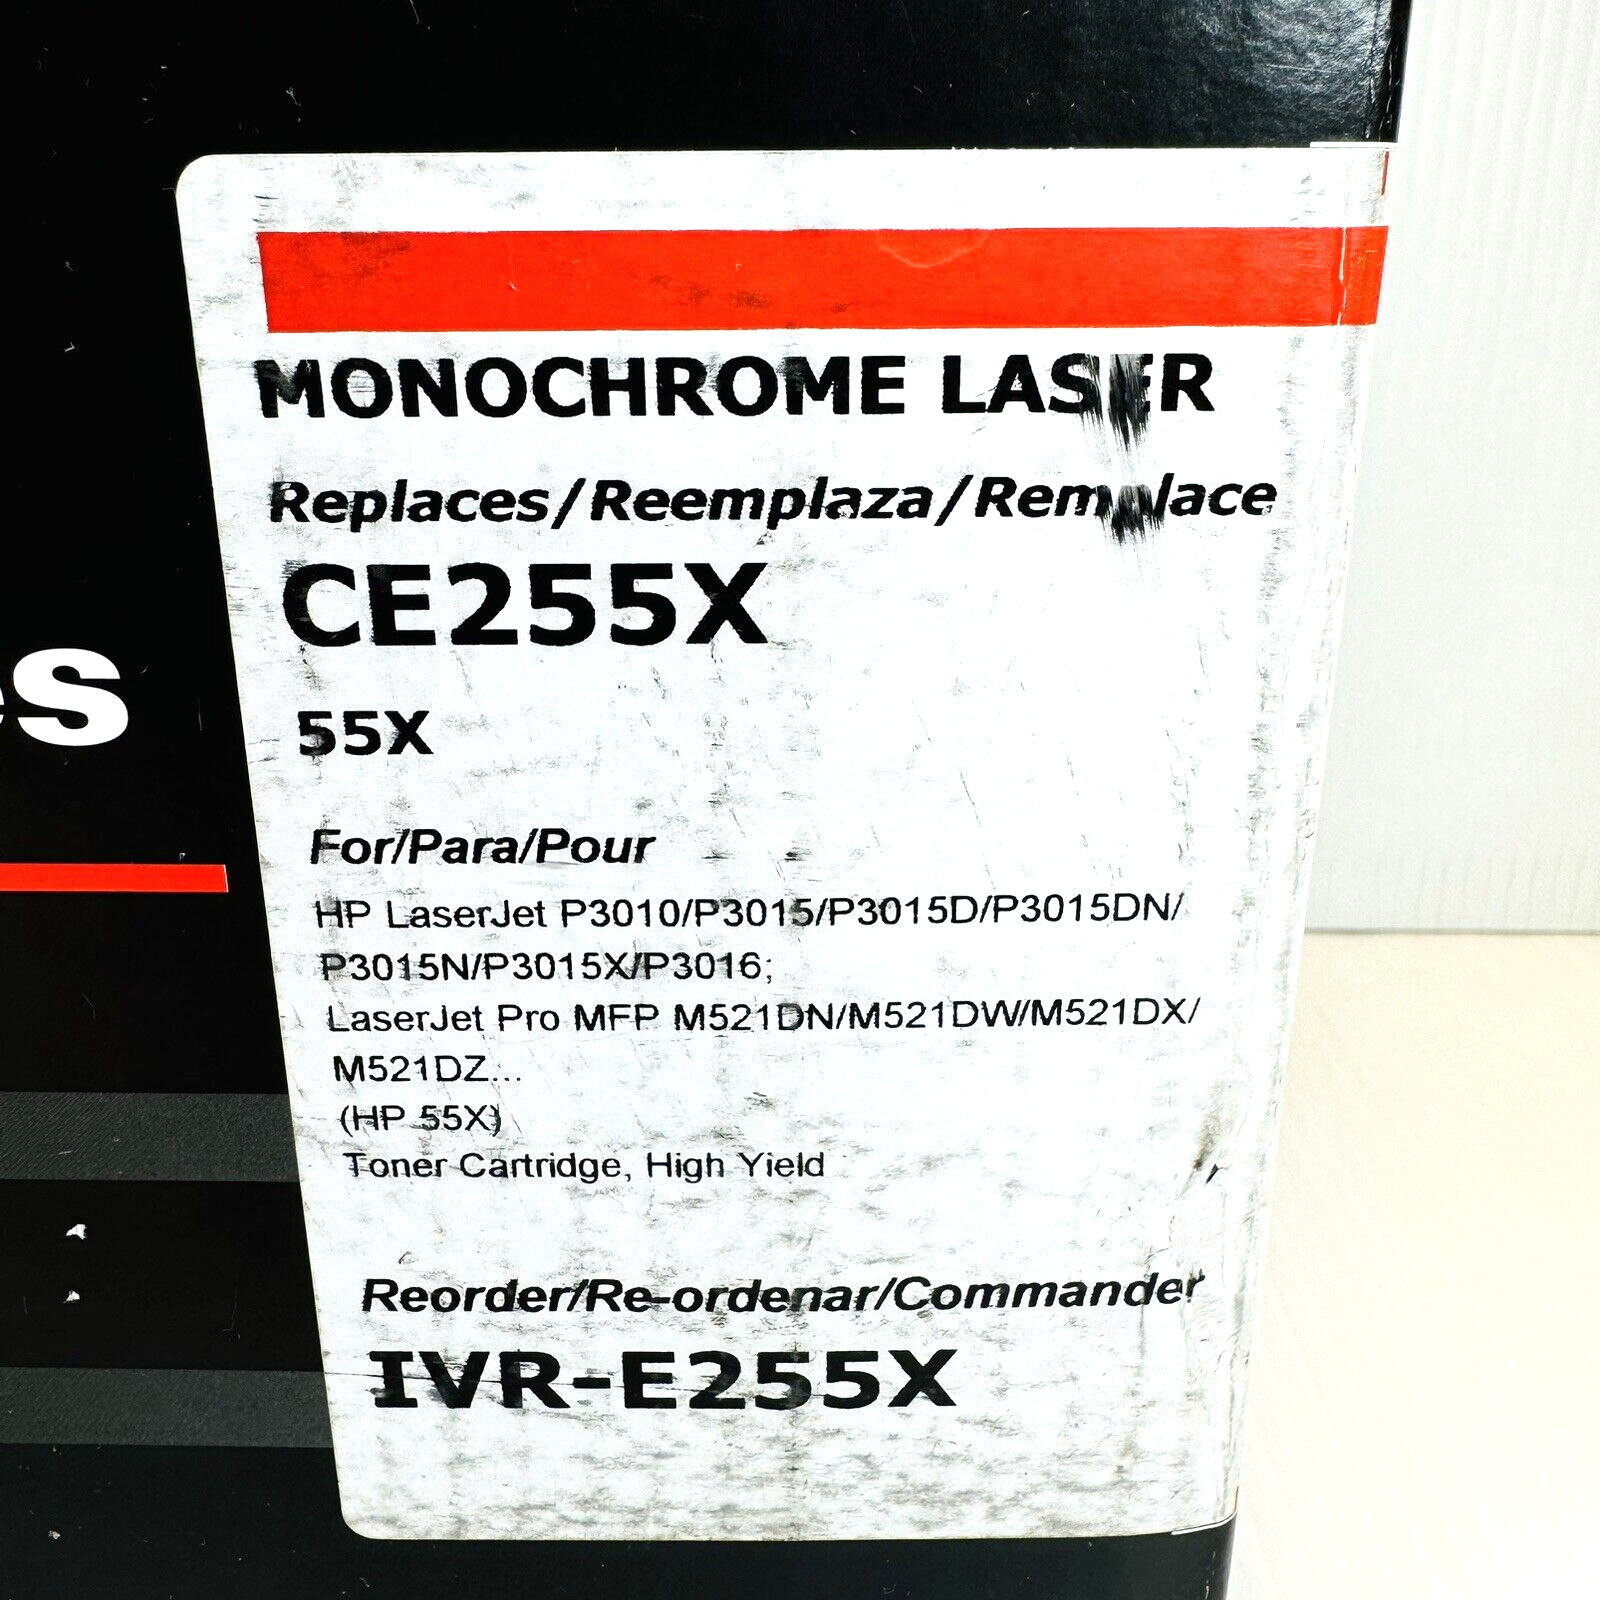 MONOCHROME LASER
Replaces/Reemplaza/Remplace
CE255X
55X
For/Para/Pour
HP LaserJet P3010/P3015/P3015D/P3015DN/
P3015N/P3015X/P3016;
LaserJet Pro MFP M521DN/M521DW/M521DX/
M521DZ...
(HP 55X)
Toner Cartridge, High Yield
Reorder/Re-ordenar/Commander
IVR-E255X